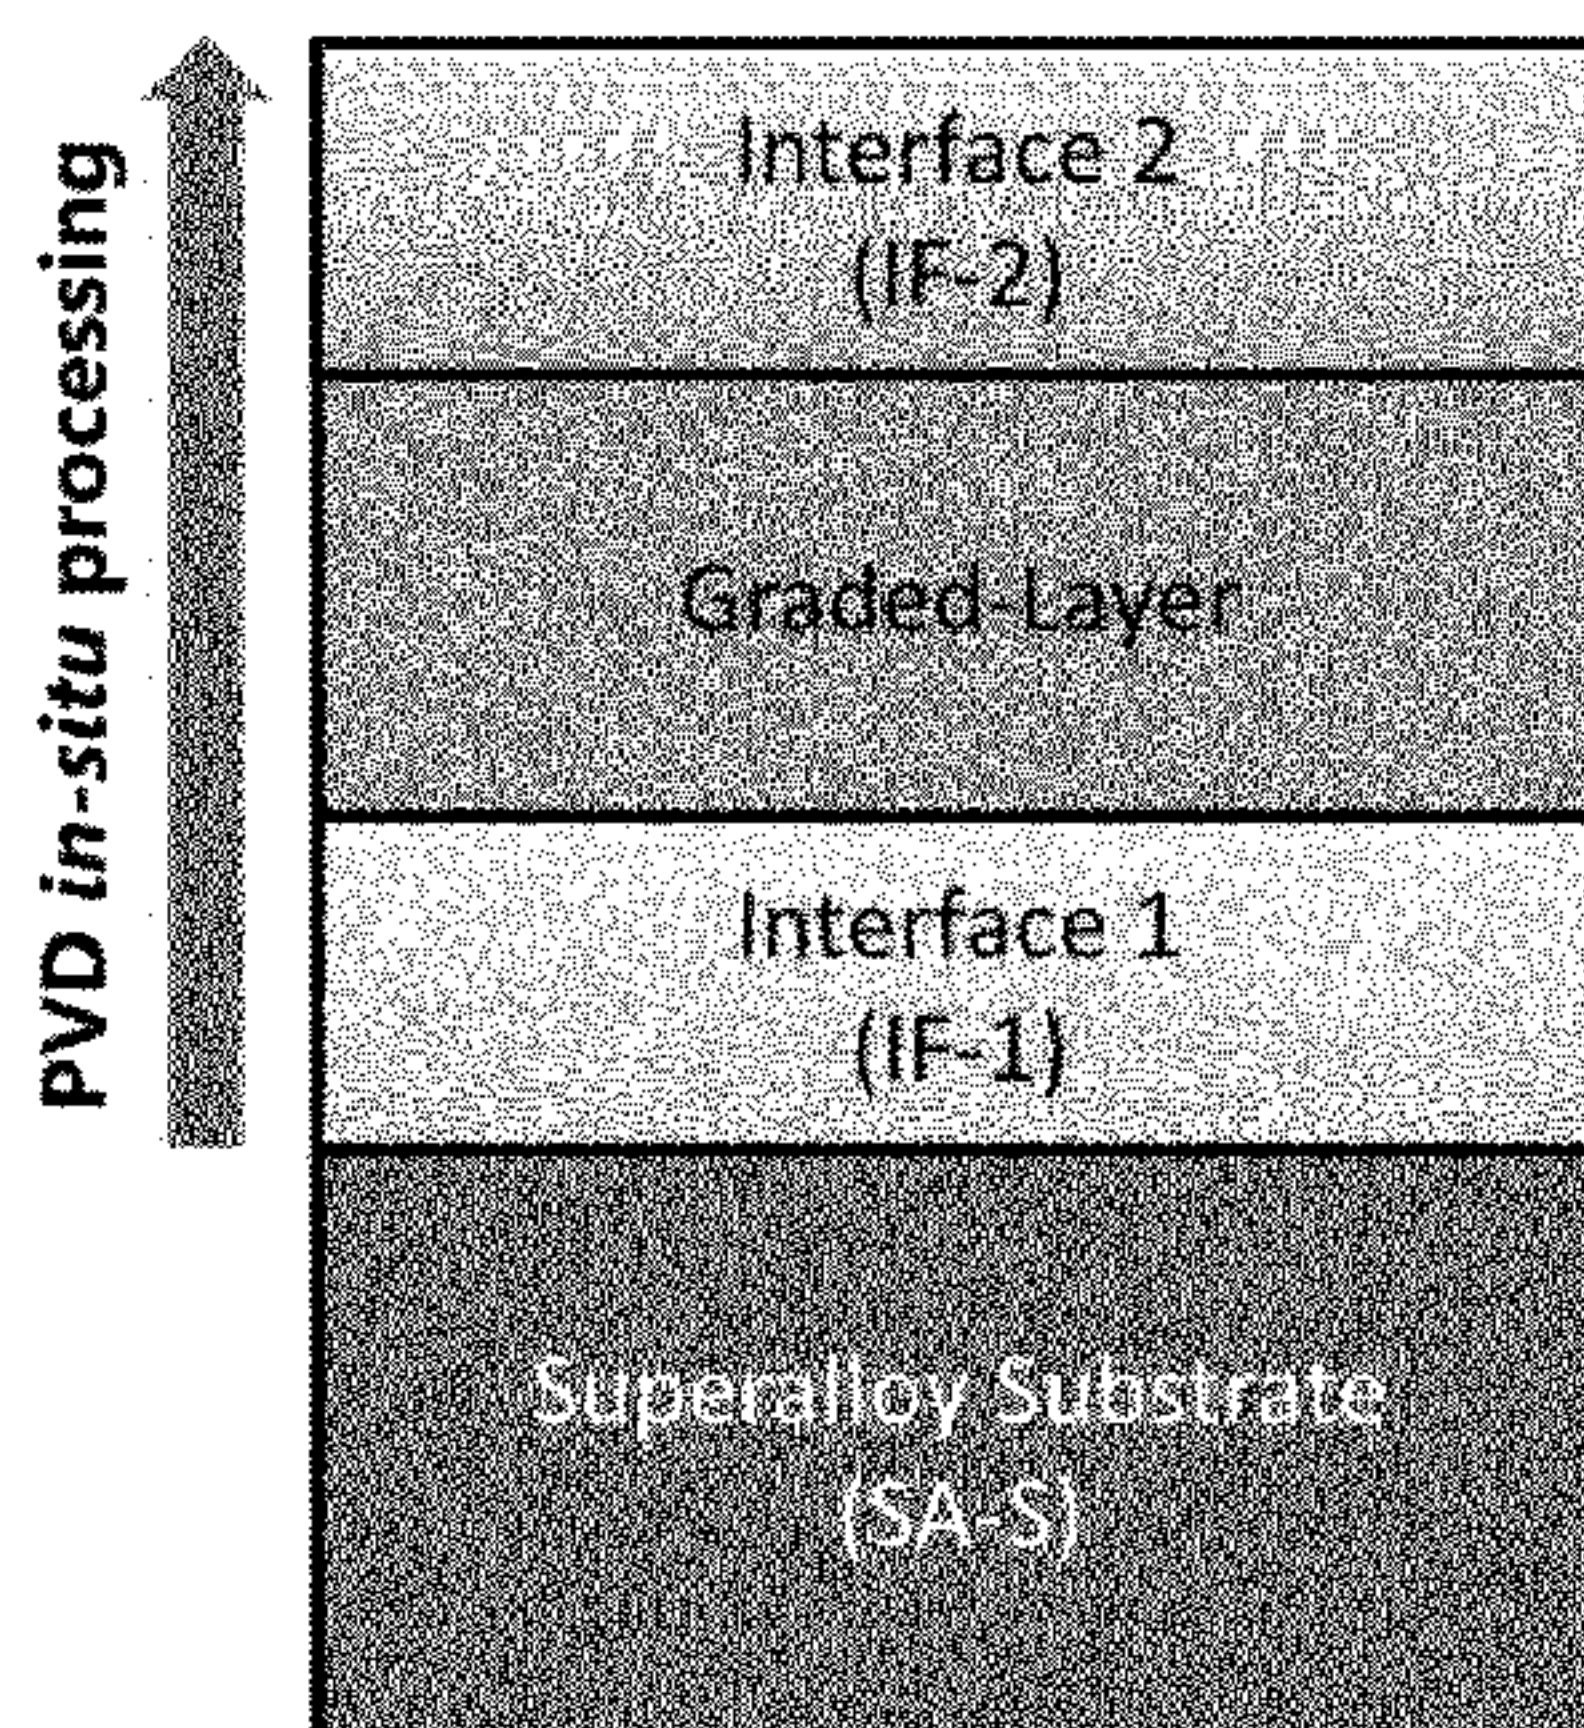 PVD in-situ processing
Interface 2
(IF-2)
Graded-Layer
Interface 1
(IF-1)
Superalloy Substrate
(SA-S)